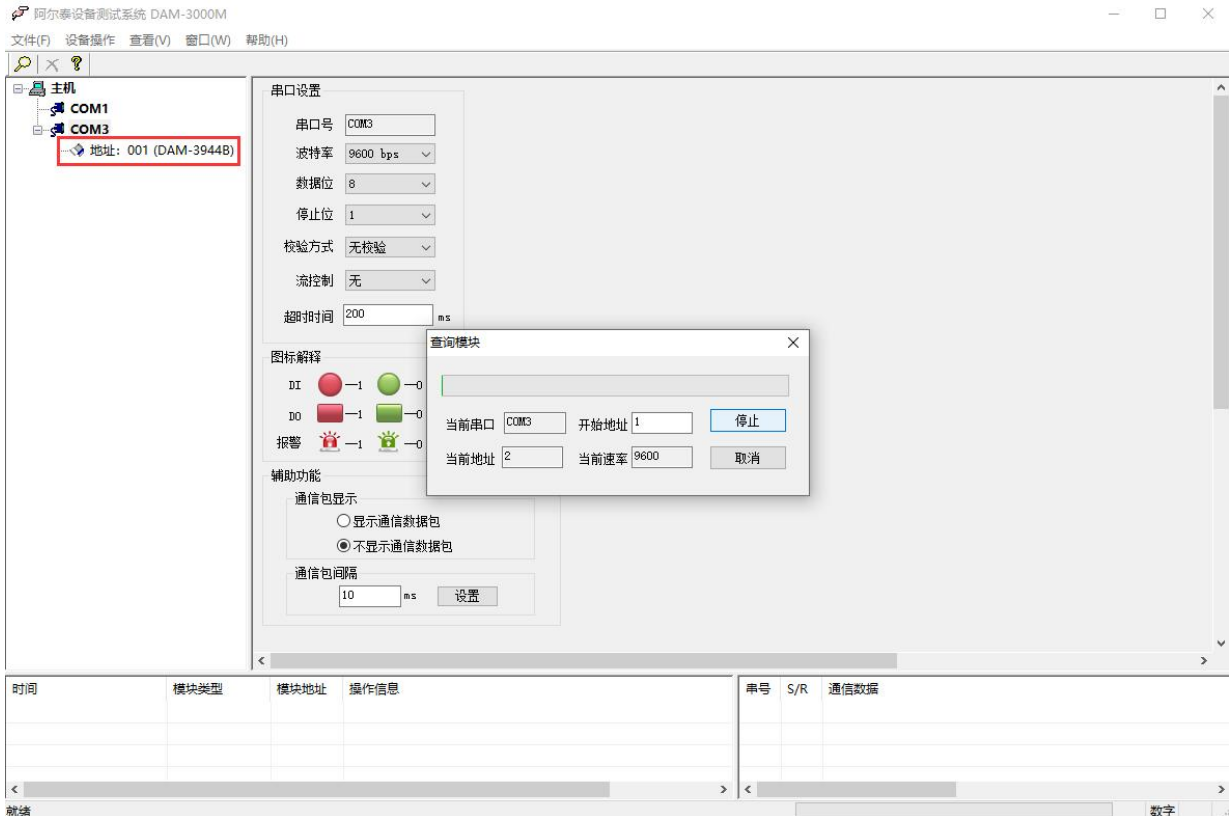 阿尔泰设备测试系统 DAM-3000M
文件(F) 设备操作 查看(V) 窗口(W) 帮助(H)
主机
COM1
COM3
地址：001 (DAM-3944B)
串口设置
串口号 COM3
波特率 9600 bps
数据位 8
停止位 1
校验方式 无校验
流控制 无
超时时间 200 ms
图标解释
DI —1 —0
DO —1 —0
报警 —1 —0
辅助功能
通信包显示
显示通信数据包
不显示通信数据包
通信包间隔
10 ms 设置
查询模块
当前串口 COM3 开始地址 1 停止
当前地址 2 当前速率 9600 取消
时间 模块类型 模块地址 操作信息 串号 S/R 通信数据
就绪 数字